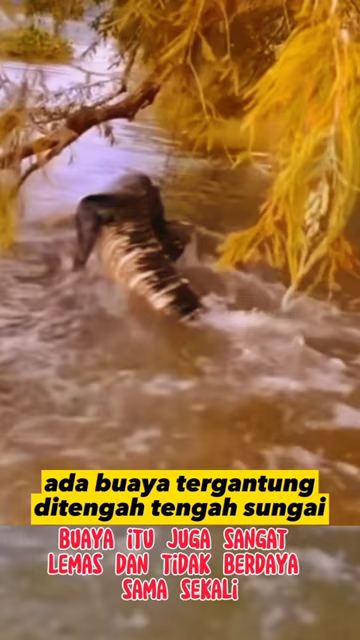 ada buaya tergantung
ditengah tengah sungai
BUAYA iTU JUGA SANGAT
LEMAS DAN TiDAK BERDAYA
SAMA SEKALi